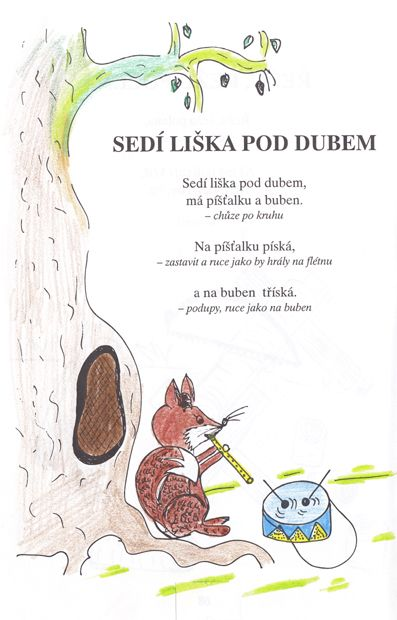 SEDÍ LIŠKA POD DUBEM
Sedí liška pod dubem,
má píšťalku a buben.
– chůze po kruhu
Na píšťalku píská,
– zastavit a ruce jako by hrály na flétnu
a na buben tříská.
– podupy, ruce jako na buben